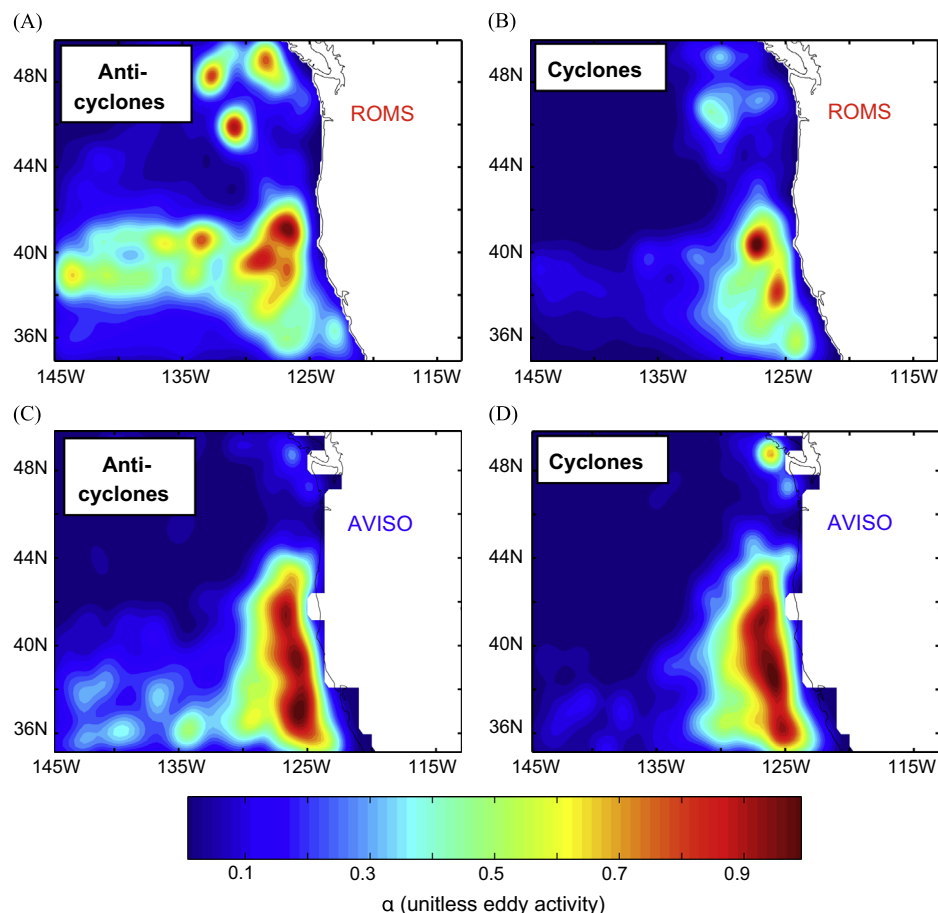 (A)
(B)
Anti-
cyclones
Cyclones
ROMS
ROMS
48N
44N
40N
36N
48N
44N
40N
36N
145W 135W 125W 115W
145W 135W 125W 115W
(C)
(D)
Anti-
cyclones
Cyclones
AVISO
AVISO
48N
44N
40N
36N
48N
44N
40N
36N
145W 135W 125W 115W
145W 135W 125W 115W
0.1 0.3 0.5 0.7 0.9
α (unitless eddy activity)